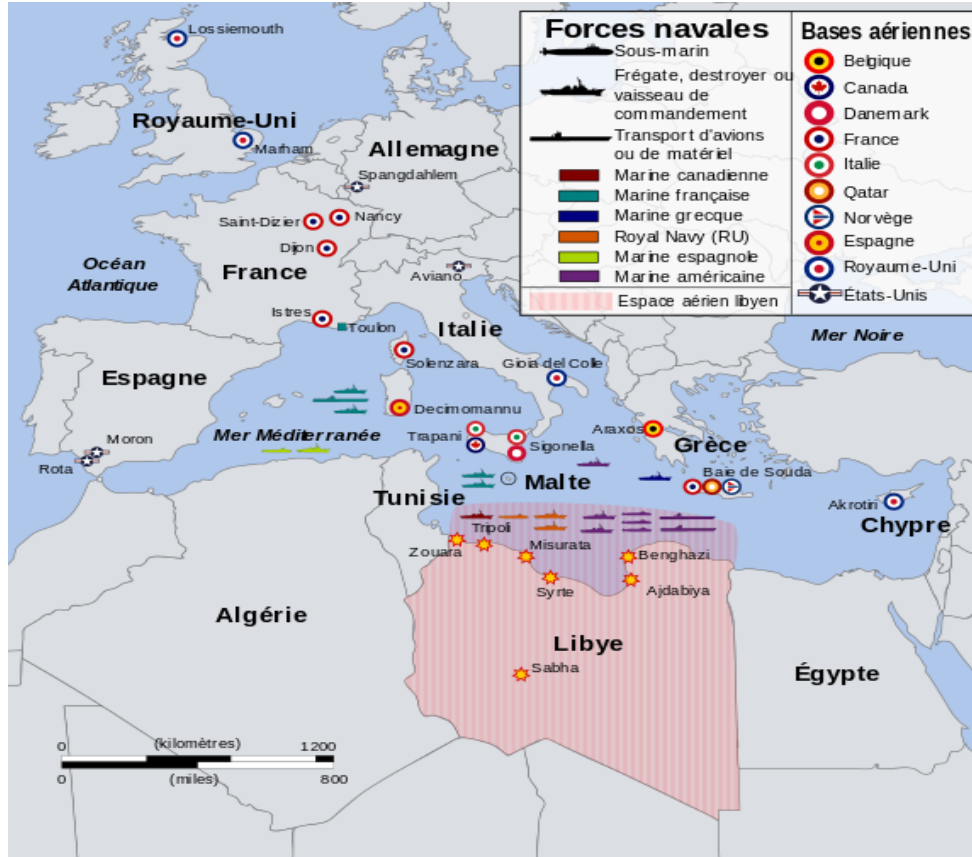 Lossiemouth
Royaume-Uni
Marham
Allemagne
Spangdahlem
Saint-Dizier
Nancy
Dijon
France
Océan
Atlantique
Aviano
Istres
Toulon
Italie
Solenzara
Gioia del Colle
Espagne
Decimomannu
Mer Noire
Moron
Rota
Mer Méditerranée
Trapani
Sigonella
Araxos
Grèce
Baie de Souda
Malte
Tunisie
Akrotiri
Chypre
Tripoli
Zouara
Misurata
Benghazi
Syrte
Ajdabiya
Algérie
Libye
Sabha
Égypte
0 (kilomètres) 1200
0 (miles) 800
Forces navales
Sous-marin
Frégate, destroyer ou
vaisseau de
commandement
Transport d'avions
ou de matériel
Marine canadienne
Marine française
Marine grecque
Royal Navy (RU)
Marine espagnole
Marine américaine
Espace aérien libyen
Bases aériennes
Belgique
Canada
Danemark
France
Italie
Qatar
Norvège
Espagne
Royaume-Uni
États-Unis